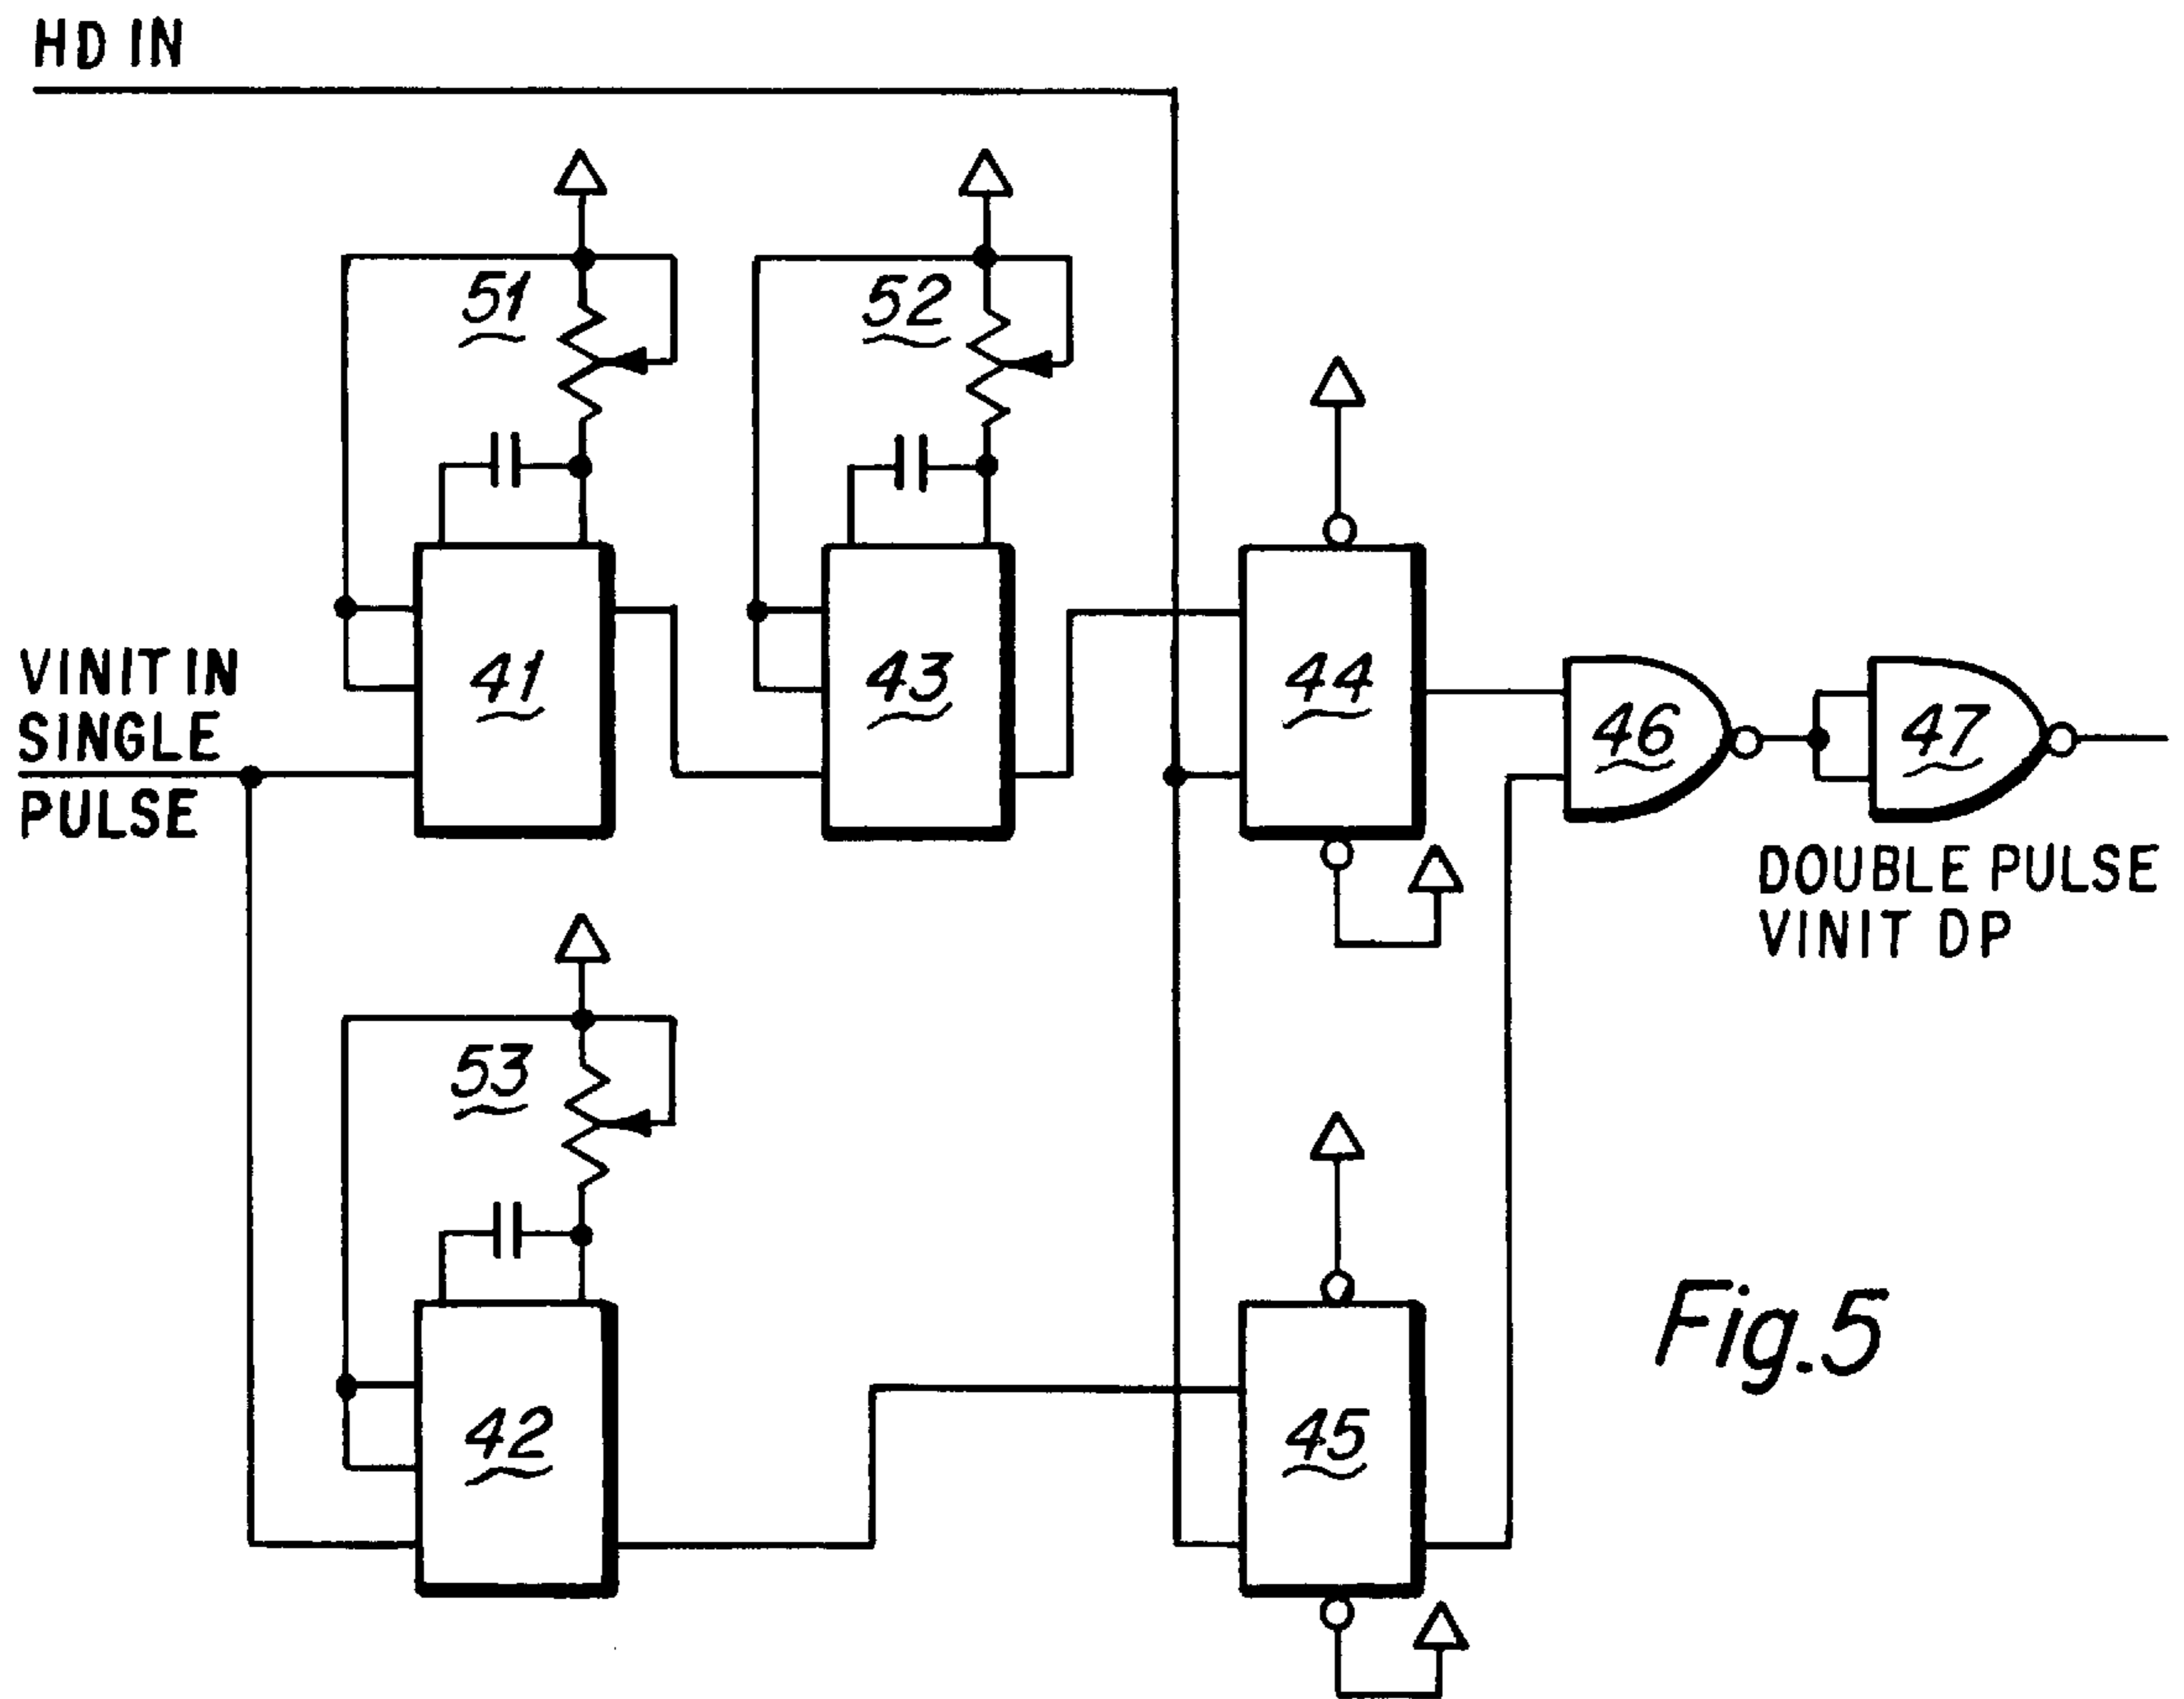 HD IN
51
52
VINIT IN
SINGLE
PULSE
41
43
44
46
47
DOUBLE PULSE
VINIT DP
53
42
45
Fig.5